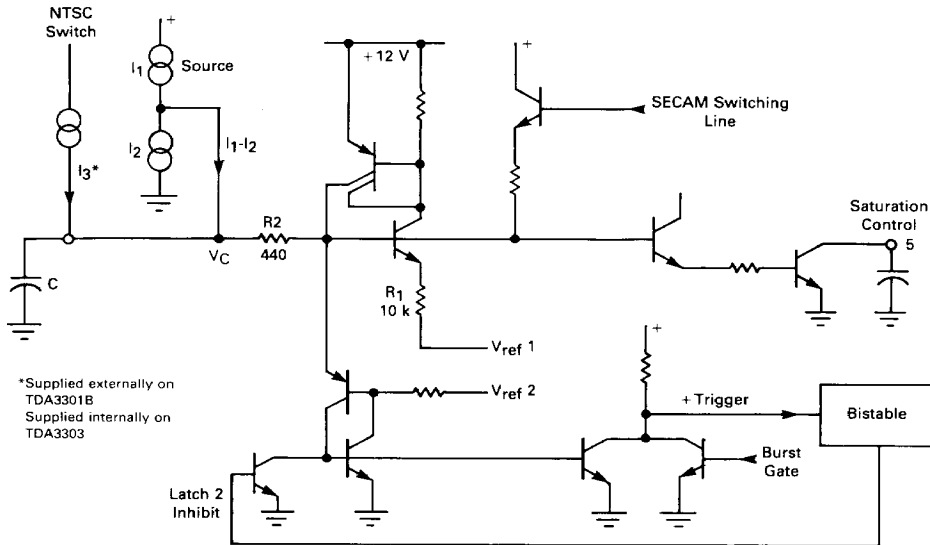 NTSC
Switch
+
I1
Source
I2
I1-I2
I3*
C
VC
R2
440
+12 V
R1
10 k
Vref 1
Vref 2
+
SECAM Switching
Line
Saturation
Control
5
*Supplied externally on
TDA3301B
Supplied internally on
TDA3303
+
+ Trigger
Bistable
Burst
Gate
Latch 2
Inhibit